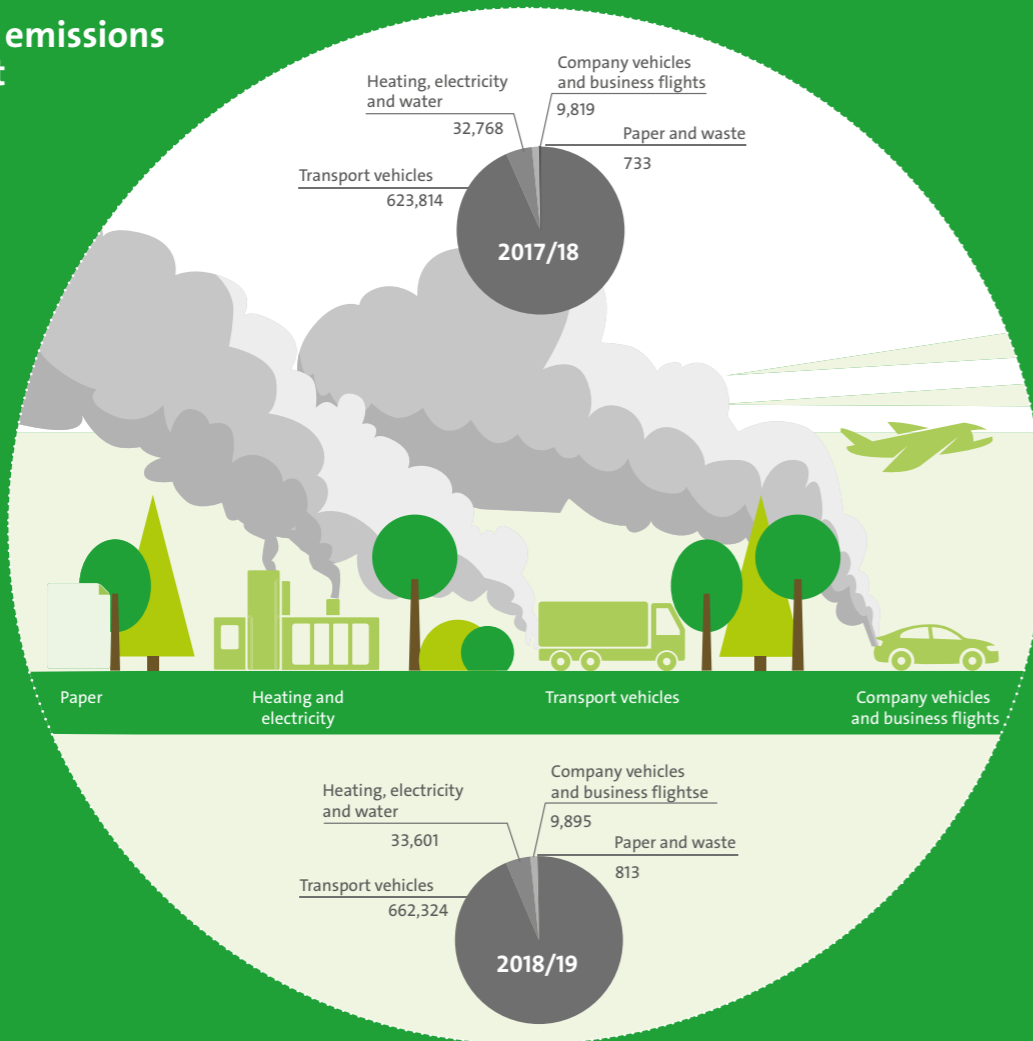 emissions
t
Heating, electricity
and water
32,768
Company vehicles
and business flights
9,819
Paper and waste
733
Transport vehicles
623,814
2017/18
Paper
Heating and
electricity
Transport vehicles
Company vehicles
and business flights
Heating, electricity
and water
33,601
Company vehicles
and business flightse
9,895
Paper and waste
813
Transport vehicles
662,324
2018/19